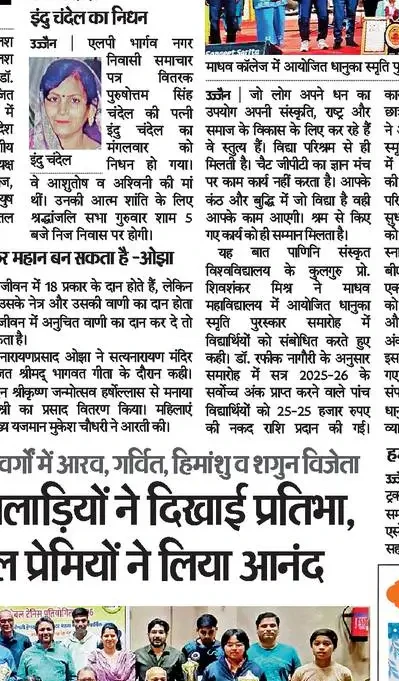 इंदु चंदेल का निधन
उज्जैन | एलपी भार्गव नगर
निवासी समाचार
पत्र वितरक
पुरुषोत्तम सिंह
चंदेल की पत्नी
इंदु चंदेल का
मंगलवार को
निधन हो गया।
इंदु चंदेल
वे आशुतोष व अश्विनी की मां
थीं। उनकी आत्म शांति के लिए
श्रद्धांजलि सभा गुरुवार शाम 5
बजे निज निवास पर होगी।
महान बन सकता है -ओझा
जीवन में 18 प्रकार के दान होते हैं, लेकिन
उसके नेत्र और उसकी वाणी का दान होता
जीवन में अनुचित वाणी का दान कर दे तो
नारायणप्रसाद ओझा ने सत्यनारायण मंदिर
श्रीमद् भागवत गीता के दौरान कही।
श्रीकृष्ण जन्मोत्सव हर्षोल्लास से मनाया
का प्रसाद वितरण किया। महिलाएं
यजमान मुकेश चौधरी ने आरती की।
माधव कॉलेज में आयोजित धानुका स्मृति
उज्जैन | जो लोग अपने धन का
उपयोग अपनी संस्कृति, राष्ट्र और
समाज के विकास के लिए कर रहे हैं
वे स्तुत्य हैं। विद्या परिश्रम से ही
मिलती है। चैट जीपीटी का ज्ञान मंच
पर काम कार्य नहीं करता है। आपके
कंठ और बुद्धि में जो विद्या है वही
आपके काम आएगी। श्रम से किए
गए कार्य को ही सम्मान मिलता है।
यह बात पाणिनि संस्कृत
विश्वविद्यालय के कुलगुरु प्रो.
शिवशंकर मिश्र ने माधव
महाविद्यालय में आयोजित धानुका
स्मृति पुरस्कार समारोह में
विद्यार्थियों को संबोधित करते हुए
कही। डॉ. रफीक नागौरी के अनुसार
समारोह में सत्र 2025-26 के
सर्वोच्च अंक प्राप्त करने वाले पांच
विद्यार्थियों को 25-25 हजार रुपए
की नकद राशि प्रदान की गई।
वर्गों में आरव, गर्वित, हिमांशु व शगुन विजेता
लाड़ियों ने दिखाई प्रतिभा,
ल प्रेमियों ने लिया आनंद